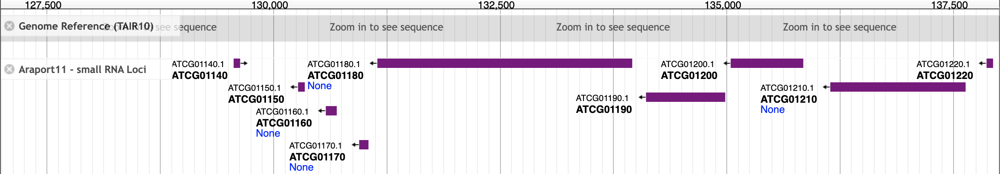 127,500
130,000
132,500
135,000
137,500
Genome Reference (TAIR10)
Zoom in to see sequence
Zoom in to see sequence
Zoom in to see sequence
Zoom in to see sequence
Araport11 - small RNA Loci
ATCG01140.1
ATCG01140
ATCG01180.1
ATCG01180
None
ATCG01200.1
ATCG01200
ATCG01220.1
ATCG01220
ATCG01150.1
ATCG01150
ATCG01210.1
ATCG01210
None
ATCG01190.1
ATCG01190
ATCG01160.1
ATCG01160
None
ATCG01170.1
ATCG01170
None